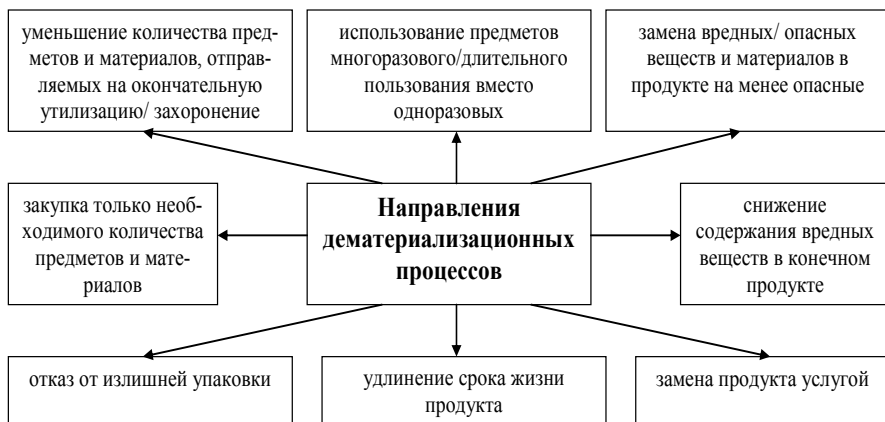 уменьшение количества пред-
метов и материалов, отправ-
ляемых на окончательную
утилизацию/ захоронение
использование предметов
многоразового/длительного
пользования вместо
одноразовых
замена вредных/ опасных
веществ и материалов в
продукте на менее опасные
закупка только необ-
ходимого количества
предметов и мате-
риалов
Направления
дематериализационных
процессов
снижение
содержания вредных
веществ в конечном
продукте
отказ от излишней упаковки
удлинение срока жизни
продукта
замена продукта услугой